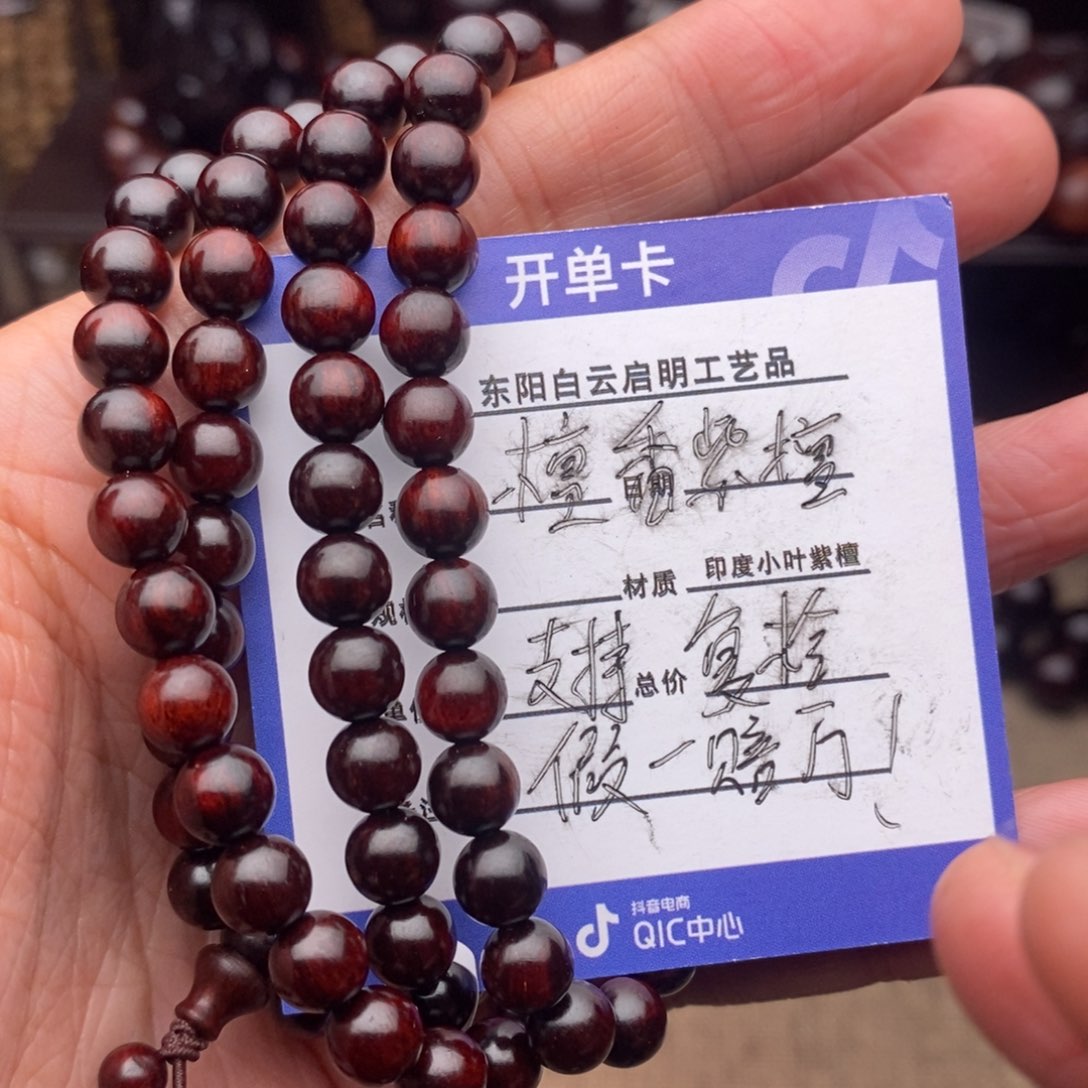 开单卡
东阳白云启明工艺品
檀香紫檀
材质 印度小叶紫檀
支持 总价 复检
假一赔万!
抖音电商
QIC中心